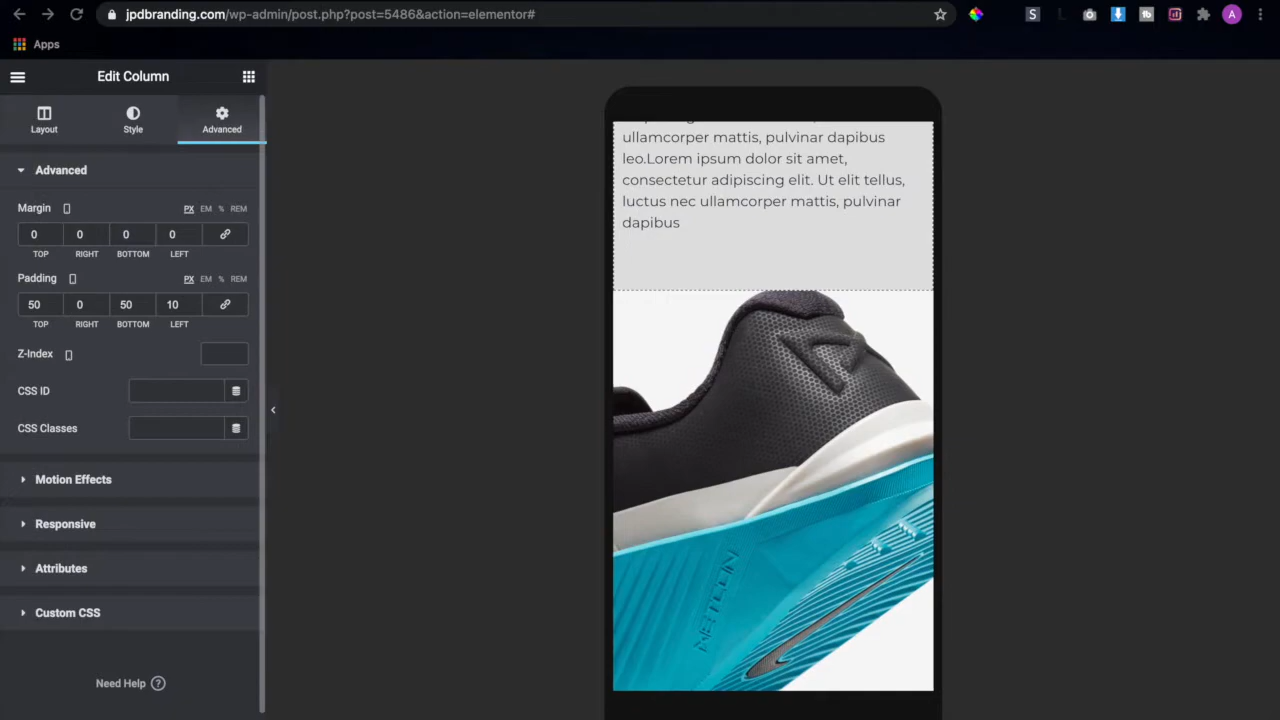 jpdbranding.com/wp-admin/post.php?post=5486&action=elementor#
S
L
tb
A
Apps
Edit Column
Layout
Style
Advanced
Advanced
Margin
PX EM % REM
0 0 0 0
TOP RIGHT BOTTOM LEFT
Padding
PX EM % REM
50 0 50 10
TOP RIGHT BOTTOM LEFT
Z-Index
CSS ID
CSS Classes
Motion Effects
Responsive
Attributes
Custom CSS
Need Help ?
ullamcorper mattis, pulvinar dapibus
leo.Lorem ipsum dolor sit amet,
consectetur adipiscing elit. Ut elit tellus,
luctus nec ullamcorper mattis, pulvinar
dapibus
METCON